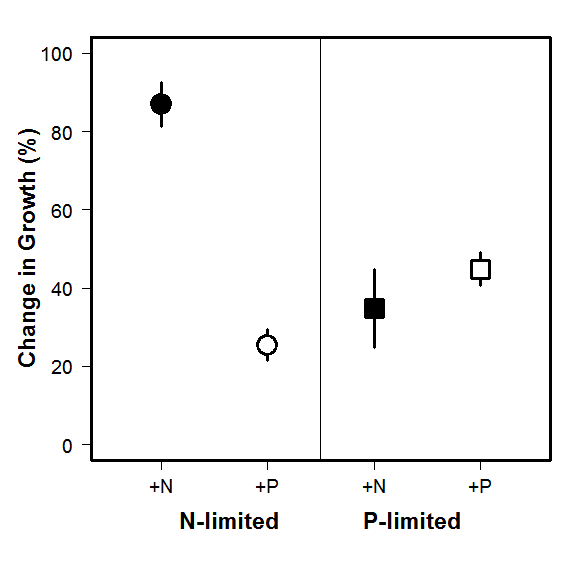 Change in Growth (%)
100
80
60
40
20
0
+N
+P
+N
+P
N-limited
P-limited